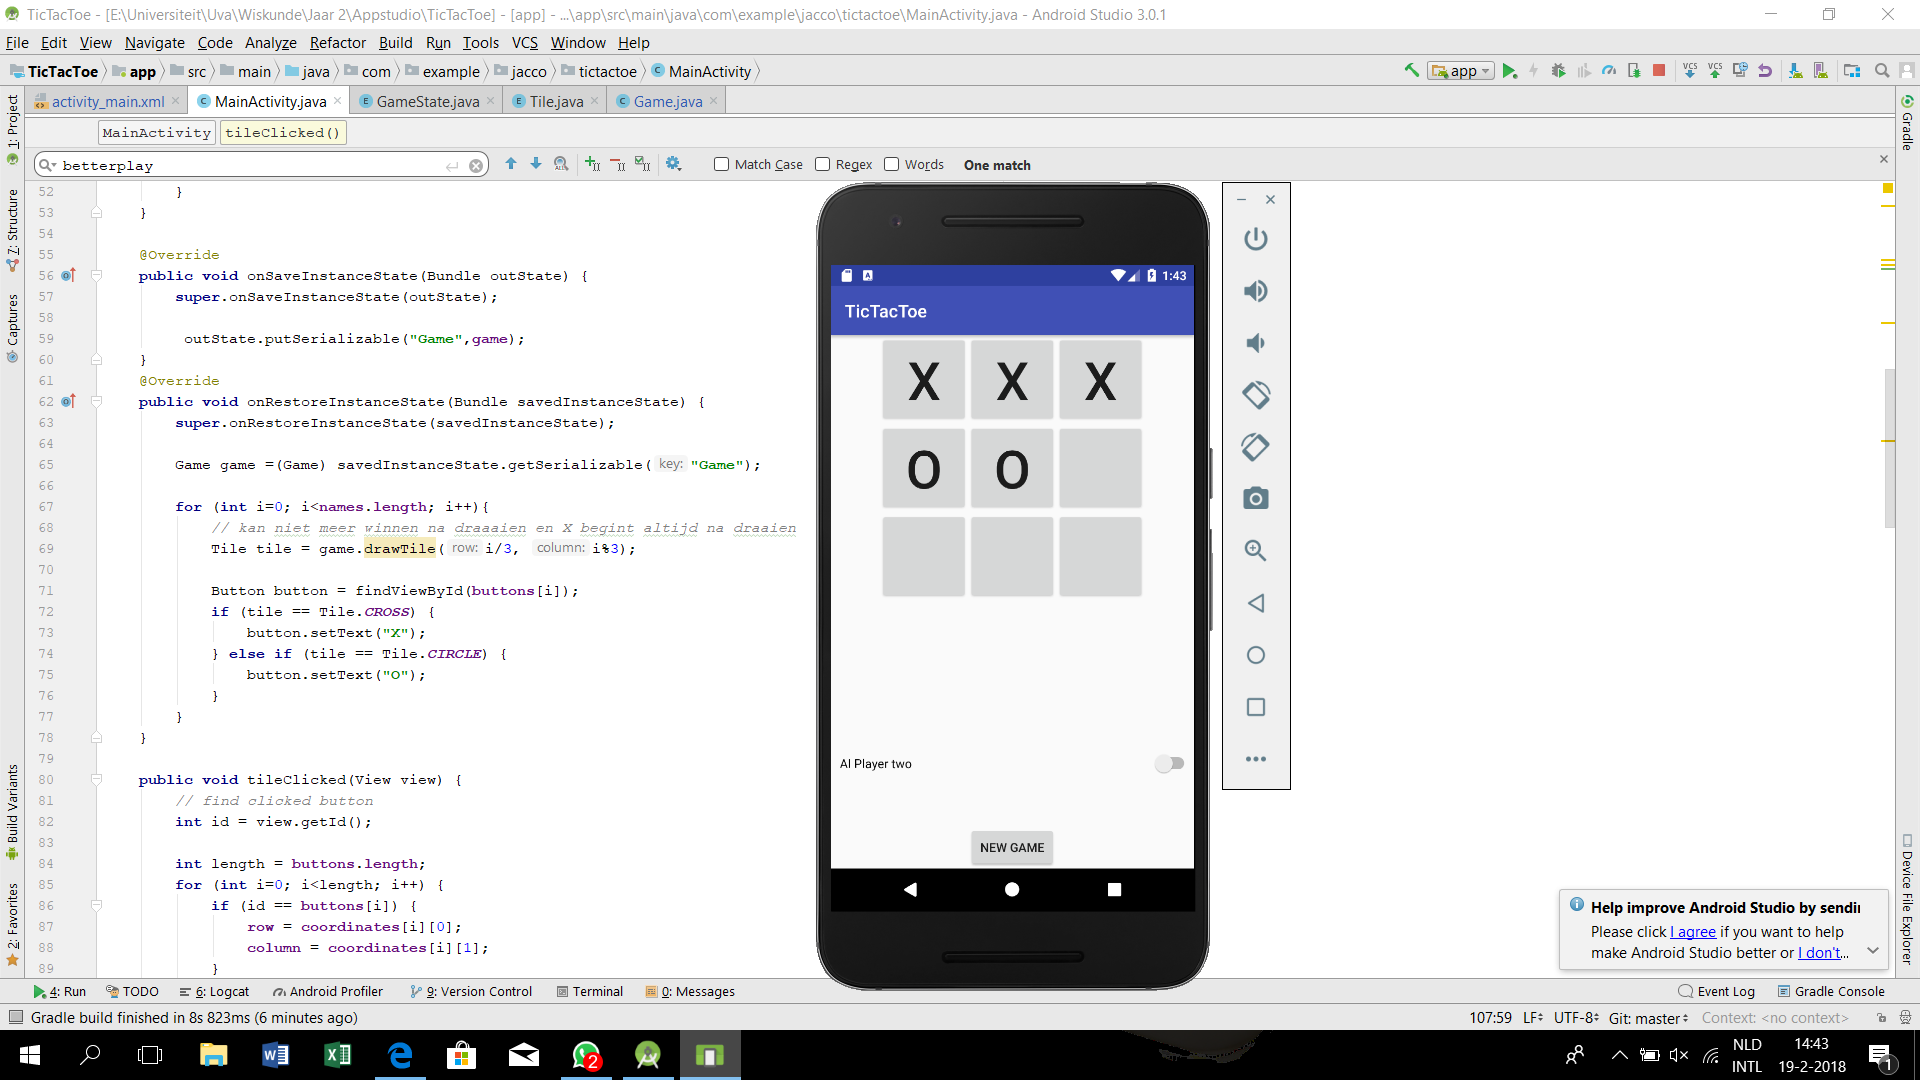 TicTacToe - [E:\Universiteit\Uva\Wiskunde\Jaar 2\Appstudio\TicTacToe] - [app] - ...\app\src\main\java\com\example\jacco\tictactoe\MainActivity.java - Android Studio 3.0.1
File Edit View Navigate Code Analyze Refactor Build Run Tools VCS Window Help
TicTacToe app src main java com example jacco tictactoe MainActivity app
activity_main.xml MainActivity.java GameState.java Tile.java Game.java
MainActivity tileClicked()
betterplay Match Case Regex Words One match
52 }
53 }
54
55 @Override
56 public void onSaveInstanceState(Bundle outState) {
57 super.onSaveInstanceState(outState);
58
59 outState.putSerializable("Game",game);
60 }
61 @Override
62 public void onRestoreInstanceState(Bundle savedInstanceState) {
63 super.onRestoreInstanceState(savedInstanceState);
64
65 Game game =(Game) savedInstanceState.getSerializable( key: "Game");
66
67 for (int i=0; i<names.length; i++){
68 // kan niet meer winnen na draaaien en X begint altijd na draaien
69 Tile tile = game.drawTile( row: i/3, column: i%3);
70
71 Button button = findViewById(buttons[i]);
72 if (tile == Tile.CROSS) {
73 button.setText("X");
74 } else if (tile == Tile.CIRCLE) {
75 button.setText("O");
76 }
77 }
78 }
79
80 public void tileClicked(View view) {
81 // find clicked button
82 int id = view.getId();
83
84 int length = buttons.length;
85 for (int i=0; i<length; i++) {
86 if (id == buttons[i]) {
87 row = coordinates[i][0];
88 column = coordinates[i][1];
89 }
1: Project
7: Structure
Captures
Build Variants
2: Favorites
1:43
TicTacToe
X X X
O O
AI Player two
NEW GAME
Gradle
Device File Explorer
Help improve Android Studio by sendi
Please click I agree if you want to help
make Android Studio better or I don't...
4: Run TODO 6: Logcat Android Profiler 9: Version Control Terminal 0: Messages Event Log Gradle Console
Gradle build finished in 8s 823ms (6 minutes ago) 107:59 LF UTF-8 Git: master Context: <no context>
2
NLD 14:43
INTL 19-2-2018
1